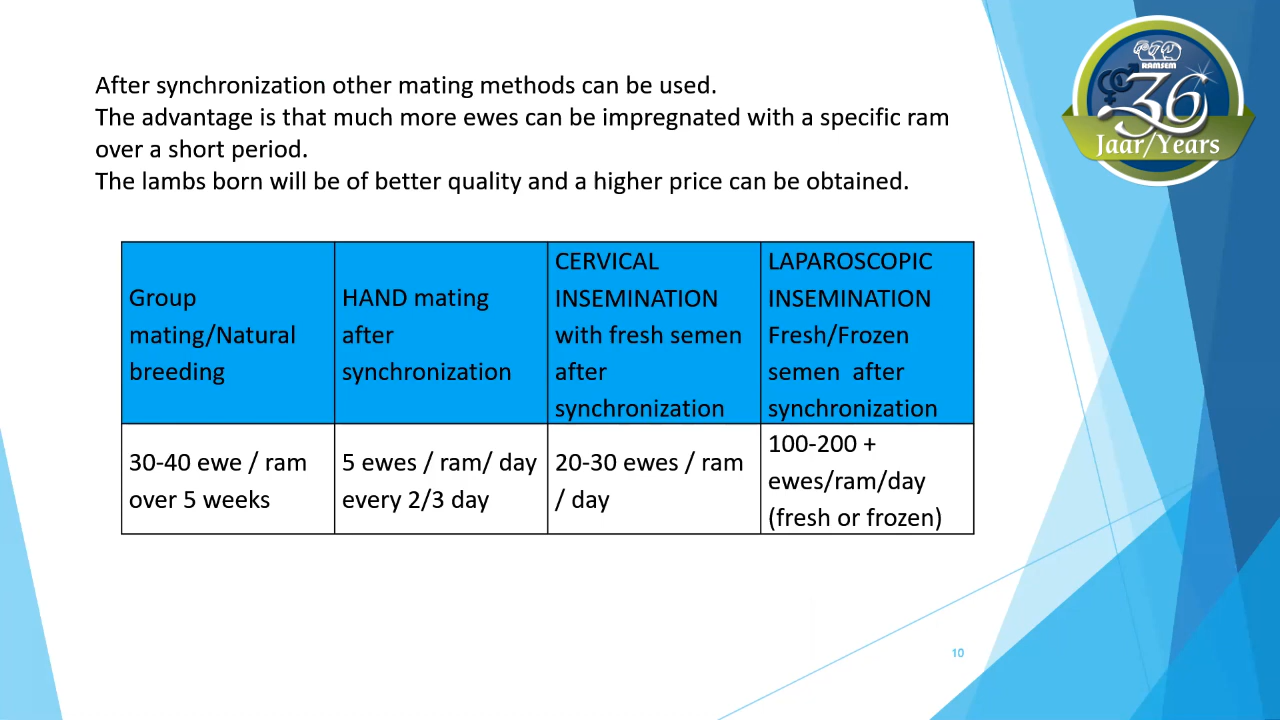 After synchronization other mating methods can be used.
The advantage is that much more ewes can be impregnated with a specific ram
over a short period.
The lambs born will be of better quality and a higher price can be obtained.
RAMSEM
36
Jaar/Years
Group
mating/Natural
breeding
HAND mating
after
synchronization
CERVICAL
INSEMINATION
with fresh semen
after
synchronization
LAPAROSCOPIC
INSEMINATION
Fresh/Frozen
semen after
synchronization
30-40 ewe / ram
over 5 weeks
5 ewes / ram/ day
every 2/3 day
20-30 ewes / ram
/ day
100-200 +
ewes/ram/day
(fresh or frozen)
10